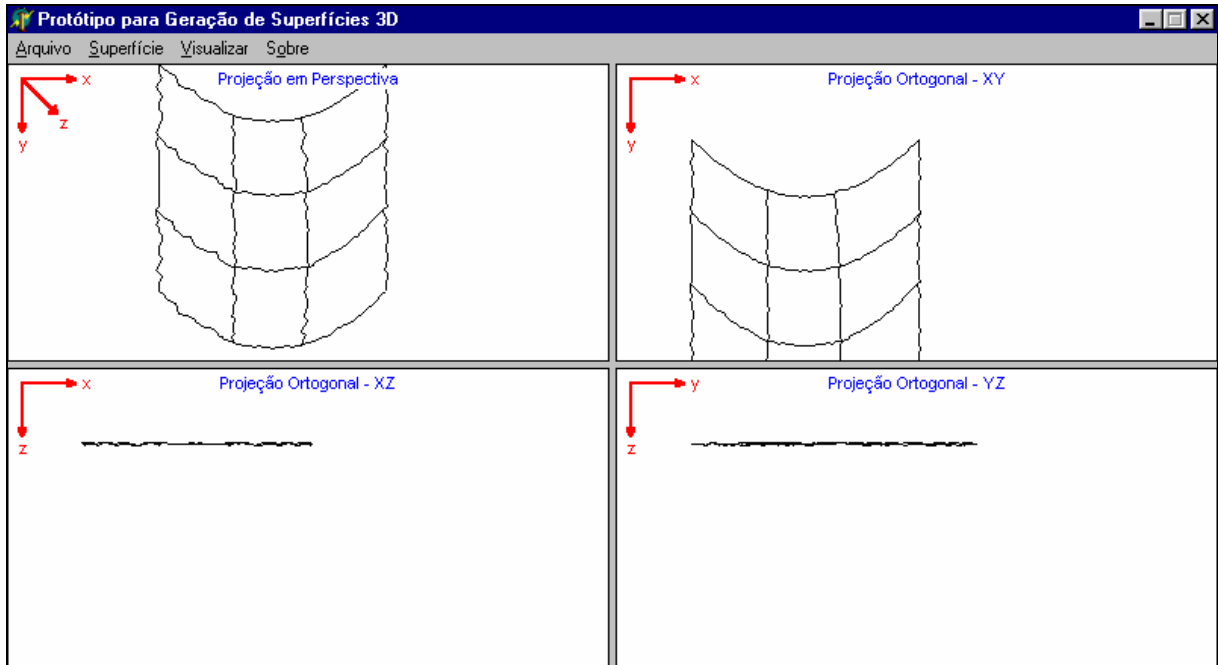 Protótipo para Geração de Superfícies 3D
Arquivo Superfície Visualizar Sobre
x Projeção em Perspectiva
z
y
x Projeção Ortogonal - XY
y
x Projeção Ortogonal - XZ
z
y Projeção Ortogonal - YZ
z